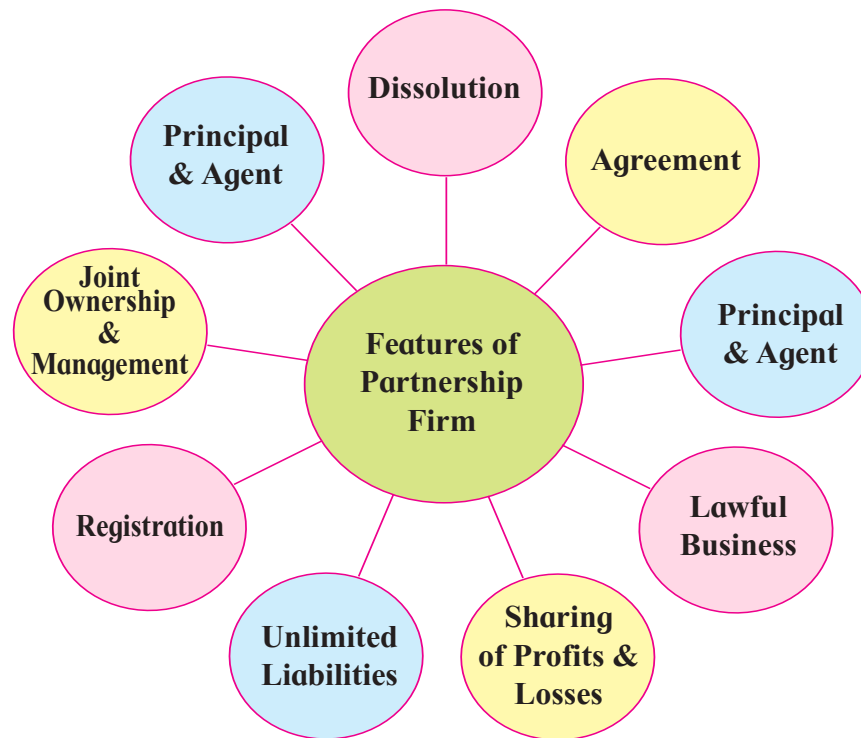 Dissolution
Agreement
Principal
& Agent
Lawful
Business
Sharing
of Profits &
Losses
Unlimited
Liabilities
Registration
Joint
Ownership
&
Management
Principal
& Agent
Features of
Partnership
Firm